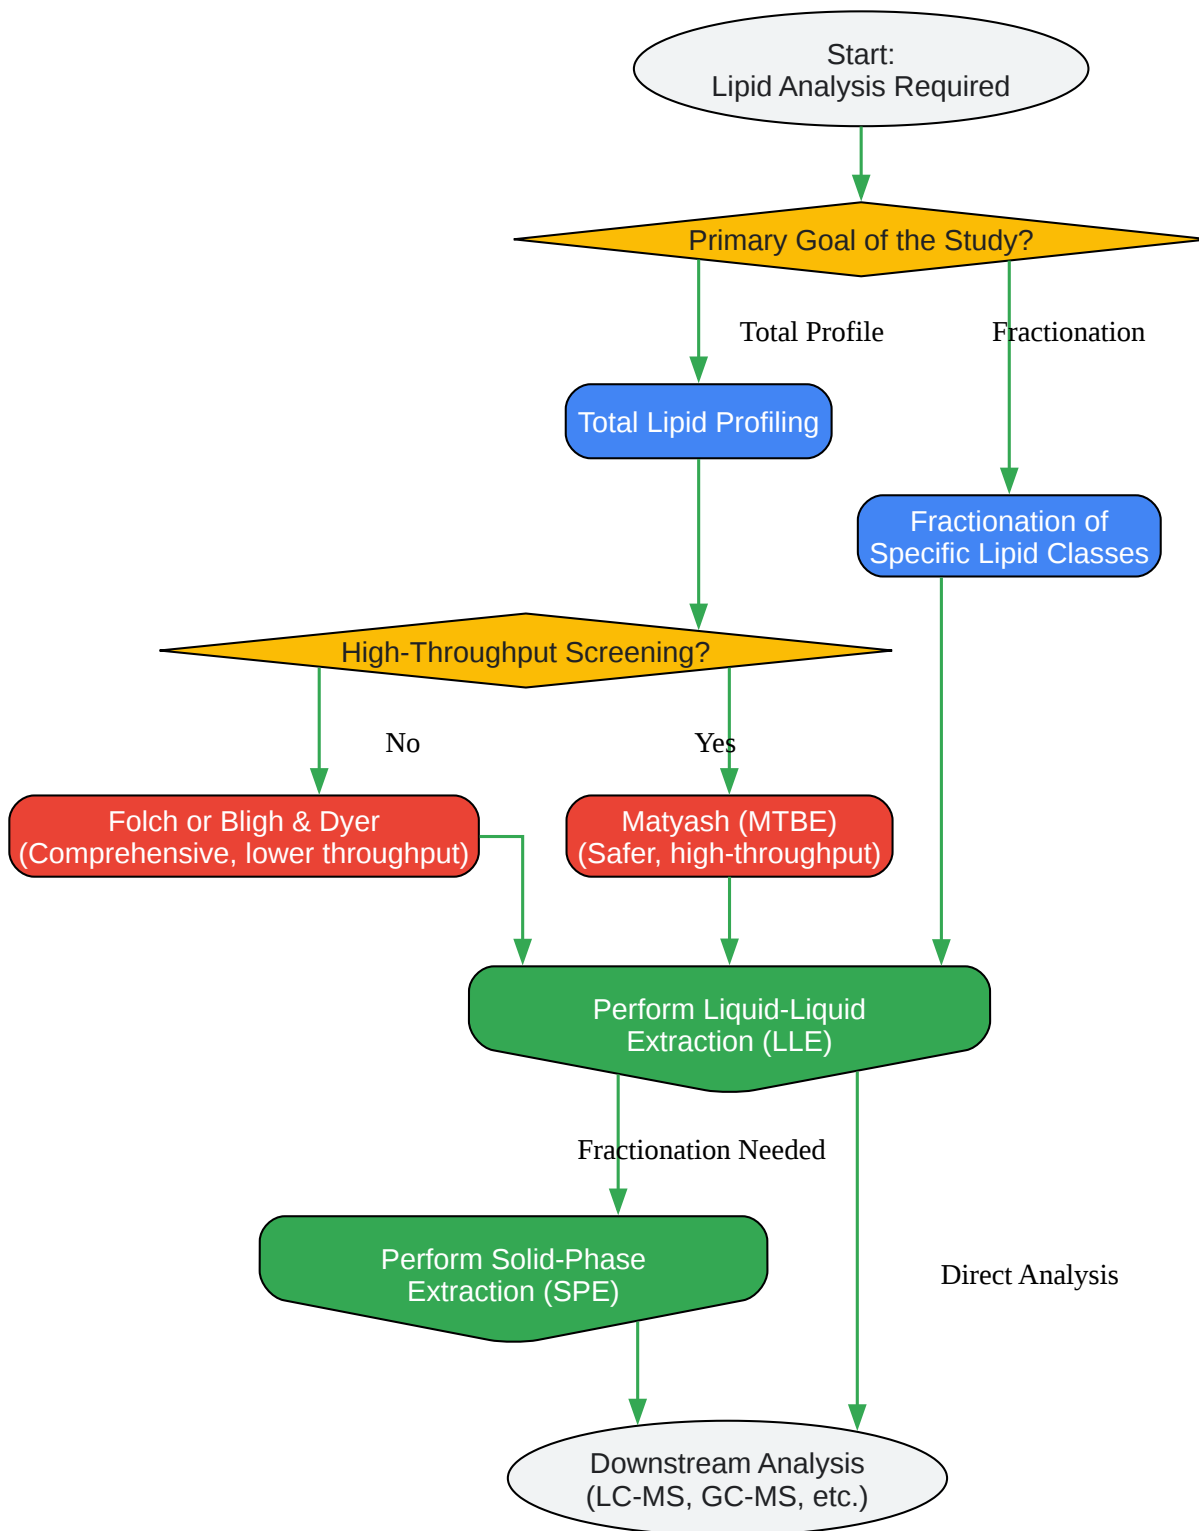 Start:
Lipid Analysis Required
Primary Goal of the Study?
Total Profile
Fractionation
Total Lipid Profiling
Fractionation of
Specific Lipid Classes
High-Throughput Screening?
No
Yes
Folch or Bligh & Dyer
(Comprehensive, lower throughput)
Matyash (MTBE)
(Safer, high-throughput)
Perform Liquid-Liquid
Extraction (LLE)
Fractionation Needed
Perform Solid-Phase
Extraction (SPE)
Direct Analysis
Downstream Analysis
(LC-MS, GC-MS, etc.)